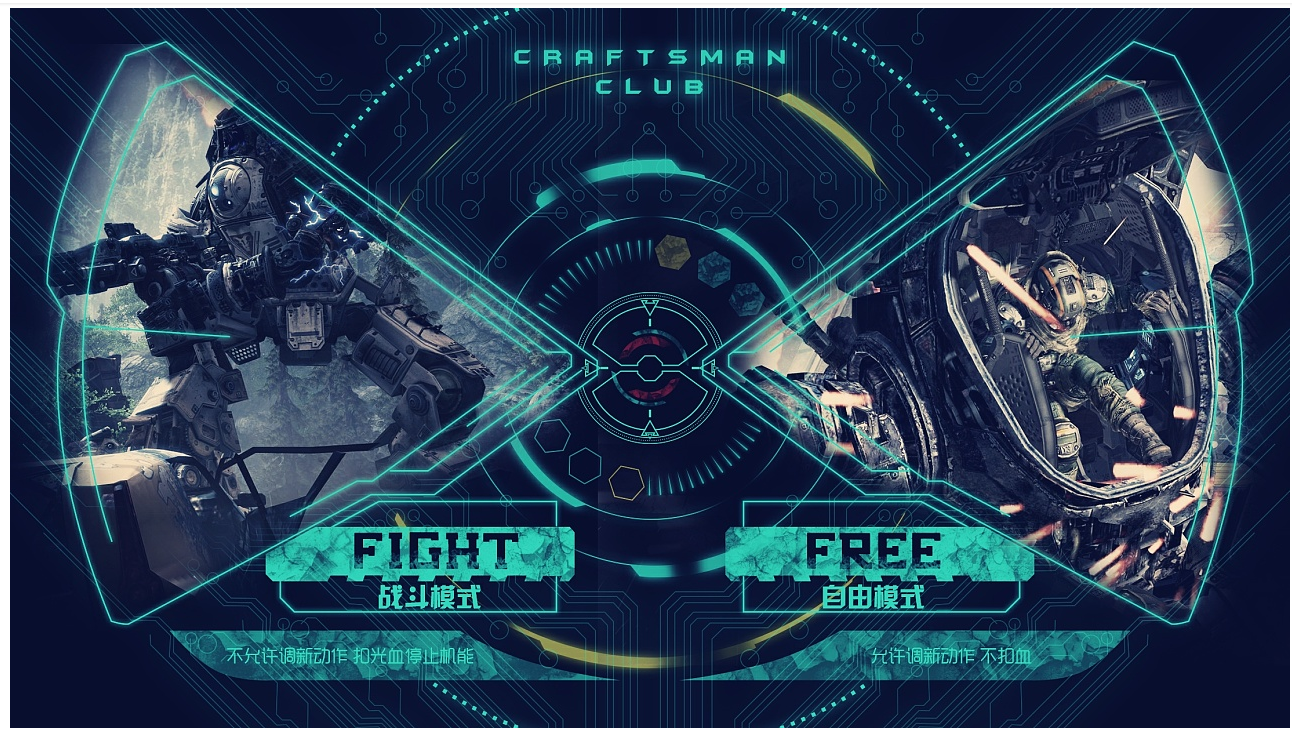 CRAFTSMAN
CLUB
FIGHT
战斗模式
不允许调新动作 扣光血停止机能
FREE
自由模式
允许调新动作 不扣血